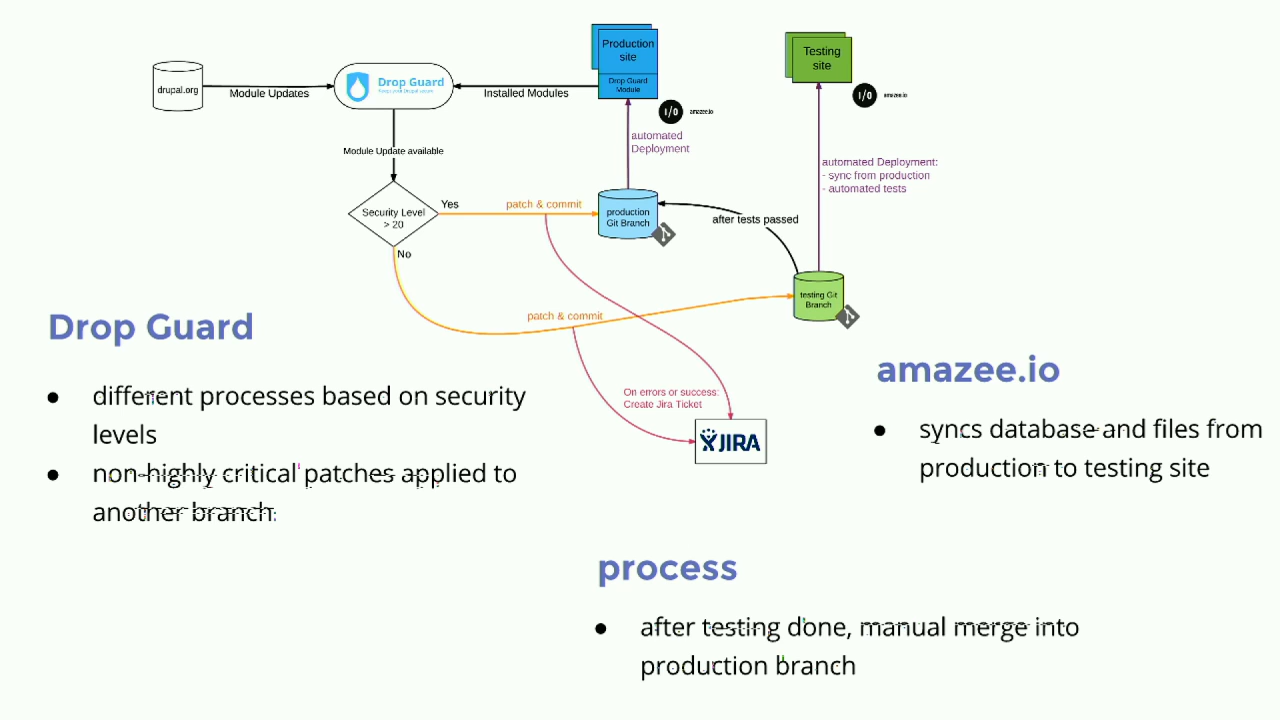 Production
site
Testing
site
drupal.org
Module Updates
Drop Guard
Installed Modules
Drop Guard
Module
amazee.io
amazee.io
automated
Deployment
Module Update available
automated Deployment:
- sync from production
- automated tests
Security Level
> 20
Yes
patch & commit
production
Git Branch
after tests passed
No
patch & commit
testing Git
Branch
On errors or success:
Create Jira Ticket
JIRA
Drop Guard
● different processes based on security
levels
● non-highly critical patches applied to
another branch
amazee.io
● syncs database and files from
production to testing site
process
● after testing done, manual merge into
production branch